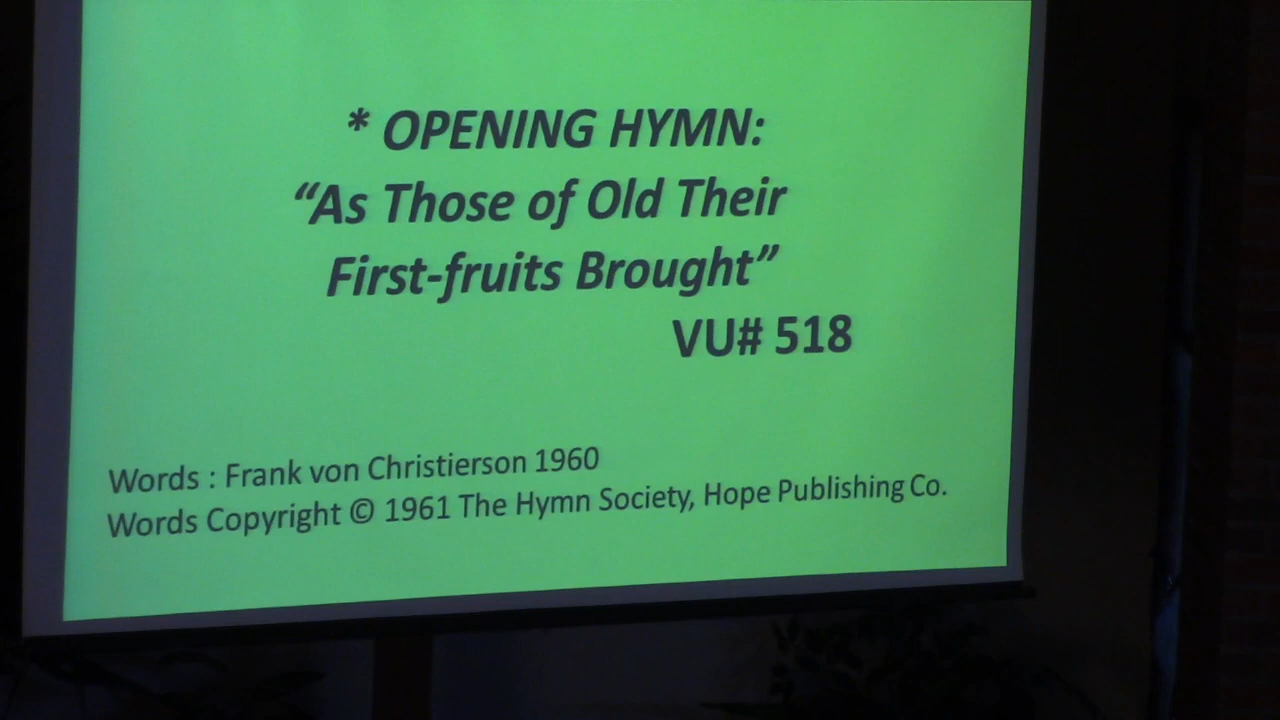 * OPENING HYMN:
“As Those of Old Their
First-fruits Brought”
VU# 518
Words : Frank von Christierson 1960
Words Copyright © 1961 The Hymn Society, Hope Publishing Co.